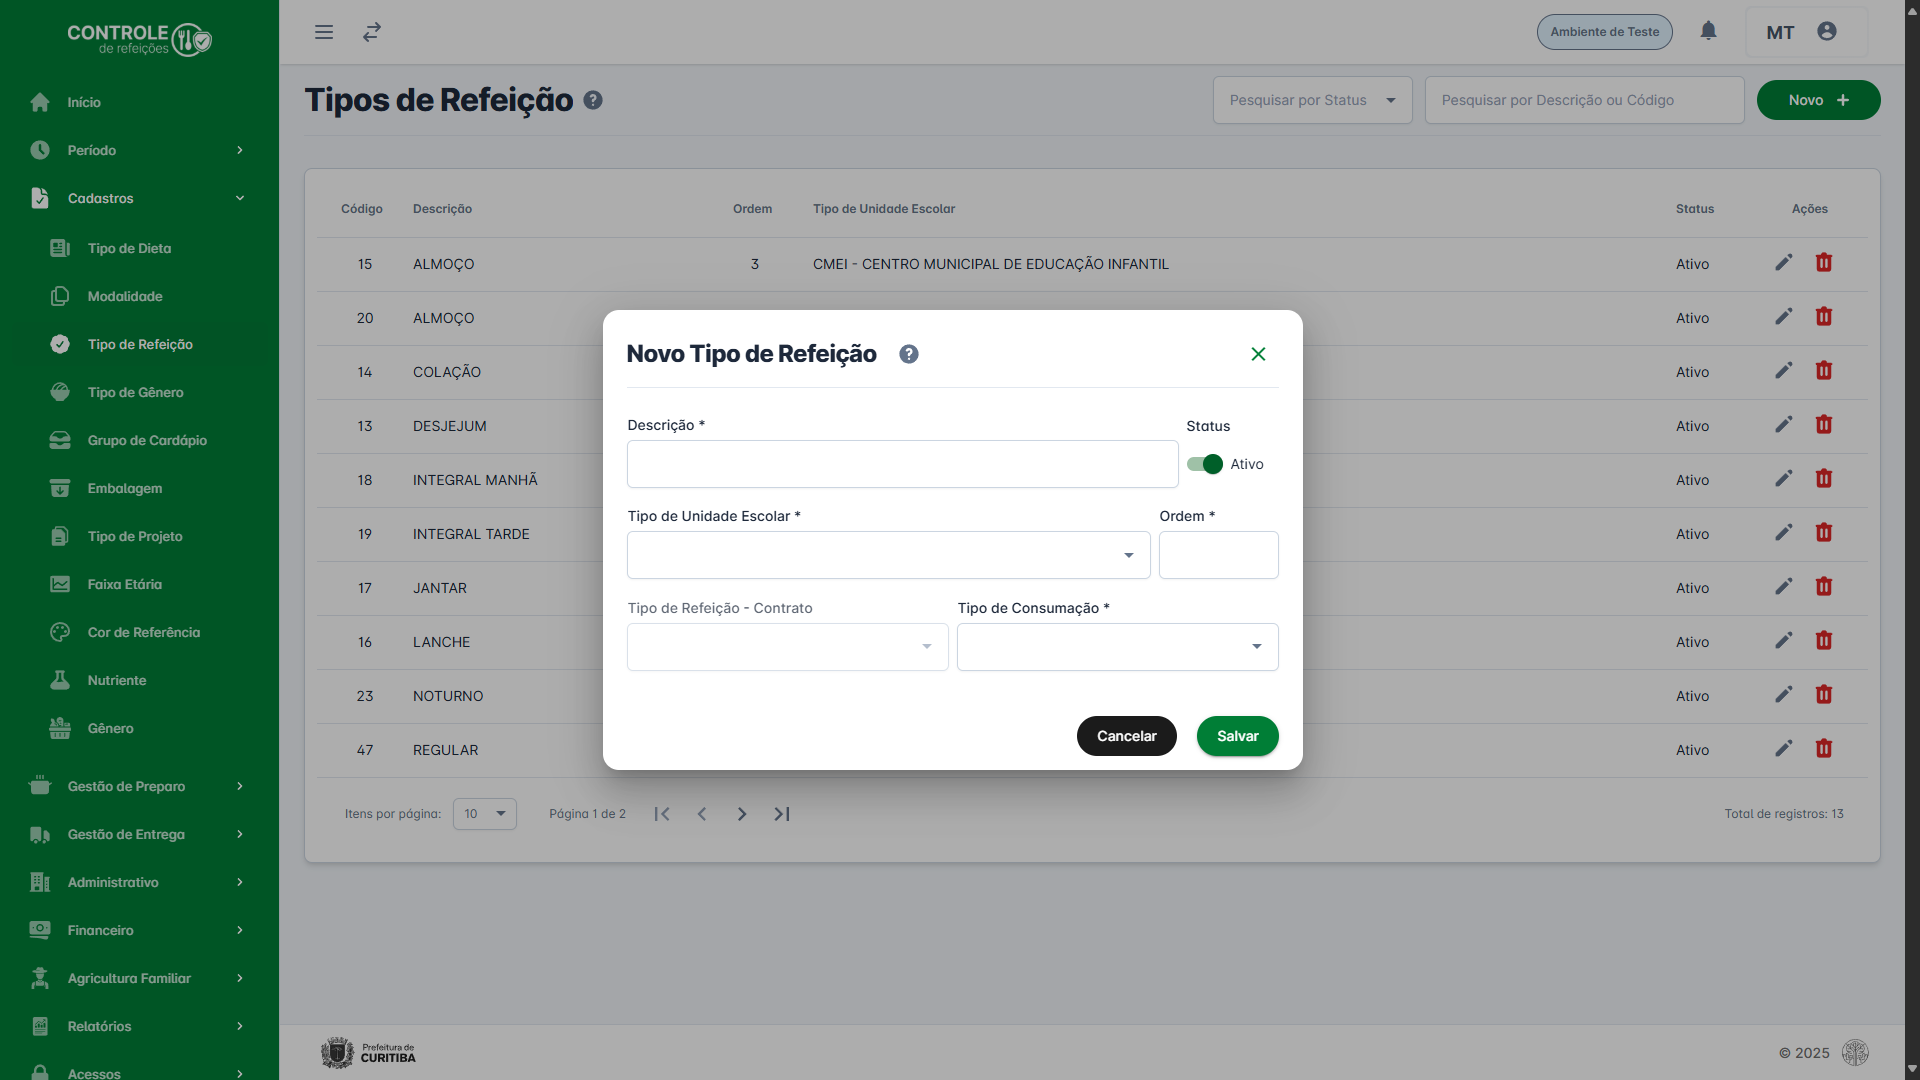 CONTROLE
de refeições
Início
Período
Cadastros
Tipo de Dieta
Modalidade
Tipo de Refeição
Tipo de Gênero
Grupo de Cardápio
Embalagem
Tipo de Projeto
Faixa Etária
Cor de Referência
Nutriente
Gênero
Gestão de Preparo
Gestão de Entrega
Administrativo
Financeiro
Agricultura Familiar
Relatórios
Acessos
Ambiente de Teste
MT
Tipos de Refeição ?
Pesquisar por Status
Pesquisar por Descrição ou Código
Novo +
Código Descrição Ordem Tipo de Unidade Escolar Status Ações
15 ALMOÇO 3 CMEI - CENTRO MUNICIPAL DE EDUCAÇÃO INFANTIL Ativo
20 ALMOÇO Ativo
14 COLAÇÃO Ativo
13 DESJEJUM Ativo
18 INTEGRAL MANHÃ Ativo
19 INTEGRAL TARDE Ativo
17 JANTAR Ativo
16 LANCHE Ativo
23 NOTURNO Ativo
47 REGULAR Ativo
Itens por página: 10 Página 1 de 2 Total de registros: 13
Novo Tipo de Refeição ?
Descrição * Status
Ativo
Tipo de Unidade Escolar * Ordem *
Tipo de Refeição - Contrato Tipo de Consumação *
Cancelar Salvar
Prefeitura de
CURITIBA
© 2025